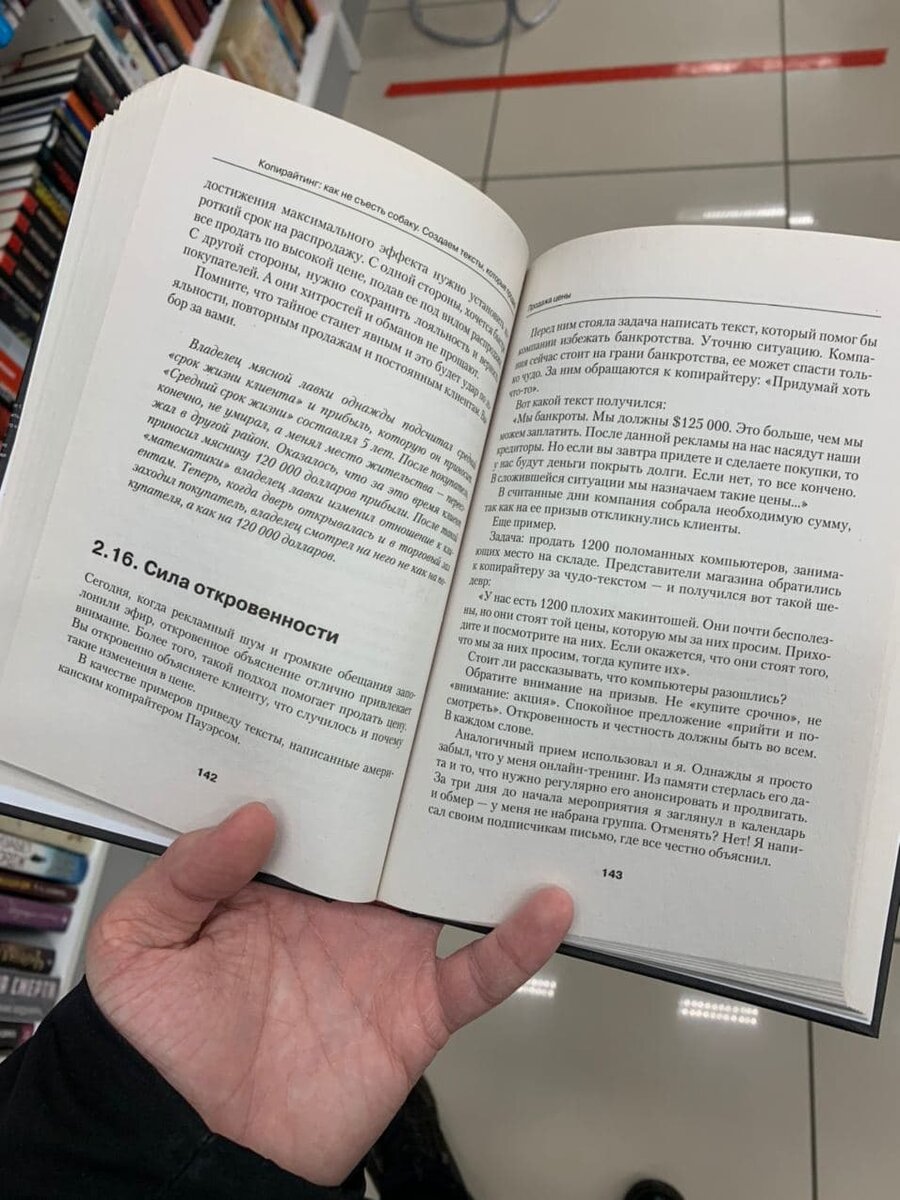 Копирайтинг: как не съесть собаку. Создаем тексты, которые
достижения максимального эффекта нужно установить
роткий срок на распродажу. С одной стороны, хочется
все продать по высокой цене, подав ее под видом
С другой стороны, нужно сохранить лояльность и
покупателей. А они хитростей и обманов не прощают.
Помните, что тайное станет явным и это будет удар по
яльности, повторным продажам и постоянным клиентам.
бор за вами.
Владелец мясной лавки однажды подсчитал средний
«срок жизни клиента» и прибыль, которую он приносит.
«Средний срок жизни» составлял 5 лет. После покупатель,
конечно, не умирал, а менял место жительства — переез-
жал в другой район. Оказалось, что за это время клиент
приносил мяснику 120 000 долларов прибыли. После такой
«математики» владелец лавки изменил отношение к кли-
ентам. Теперь, когда дверь открывалась и в торговый зал
заходил покупатель, владелец смотрел на него не как на по-
купателя, а как на 120 000 долларов.
2.16. Сила откровенности
Сегодня, когда рекламный шум и громкие обещания запо-
лонили эфир, откровенное объяснение отлично привлекает
внимание. Более того, такой подход помогает продать цену.
Вы откровенно объясняете клиенту, что случилось и почему
такие изменения в цене.
В качестве примеров приведу тексты, написанные амери-
канским копирайтером Пауэрсом.
142
Продажа цены
Перед ним стояла задача написать текст, который помог бы
компании избежать банкротства. Уточню ситуацию. Компа-
ния сейчас стоит на грани банкротства, ее может спасти толь-
ко чудо. За ним обращаются к копирайтеру: «Придумай хоть
что-то».
Вот какой текст получился:
«Мы банкроты. Мы должны $125 000. Это больше, чем мы
можем заплатить. После данной рекламы на нас насядут наши
кредиторы. Но если вы завтра придете и сделаете покупки, то
у нас будут деньги покрыть долги. Если нет, то все кончено.
В сложившейся ситуации мы назначаем такие цены...»
В считанные дни компания собрала необходимую сумму,
так как на ее призыв откликнулись клиенты.
Еще пример.
Задача: продать 1200 поломанных компьютеров, занима-
ющих место на складе. Представители магазина обратились
к копирайтеру за чудо-текстом — и получился вот такой ше-
девр:
«У нас есть 1200 плохих макинтошей. Они почти бесполез-
ны, но они стоят той цены, которую мы за них просим. Прихо-
дите и посмотрите на них. Если окажется, что они стоят того,
что мы за них просим, тогда купите их».
Стоит ли рассказывать, что компьютеры разошлись?
Обратите внимание на призыв. Не «купите срочно», не
«внимание: акция». Спокойное предложение «прийти и по-
смотреть». Откровенность и честность должны быть во всем.
В каждом слове.
Аналогичный прием использовал и я. Однажды я просто
забыл, что у меня онлайн-тренинг. Из памяти стерлась его да-
та и то, что нужно регулярно его анонсировать и продвигать.
За три дня до начала мероприятия я заглянул в календарь
и обмер — у меня не набрана группа. Отменять? Нет! Я напи-
сал своим подписчикам письмо, где все честно объяснил.
143